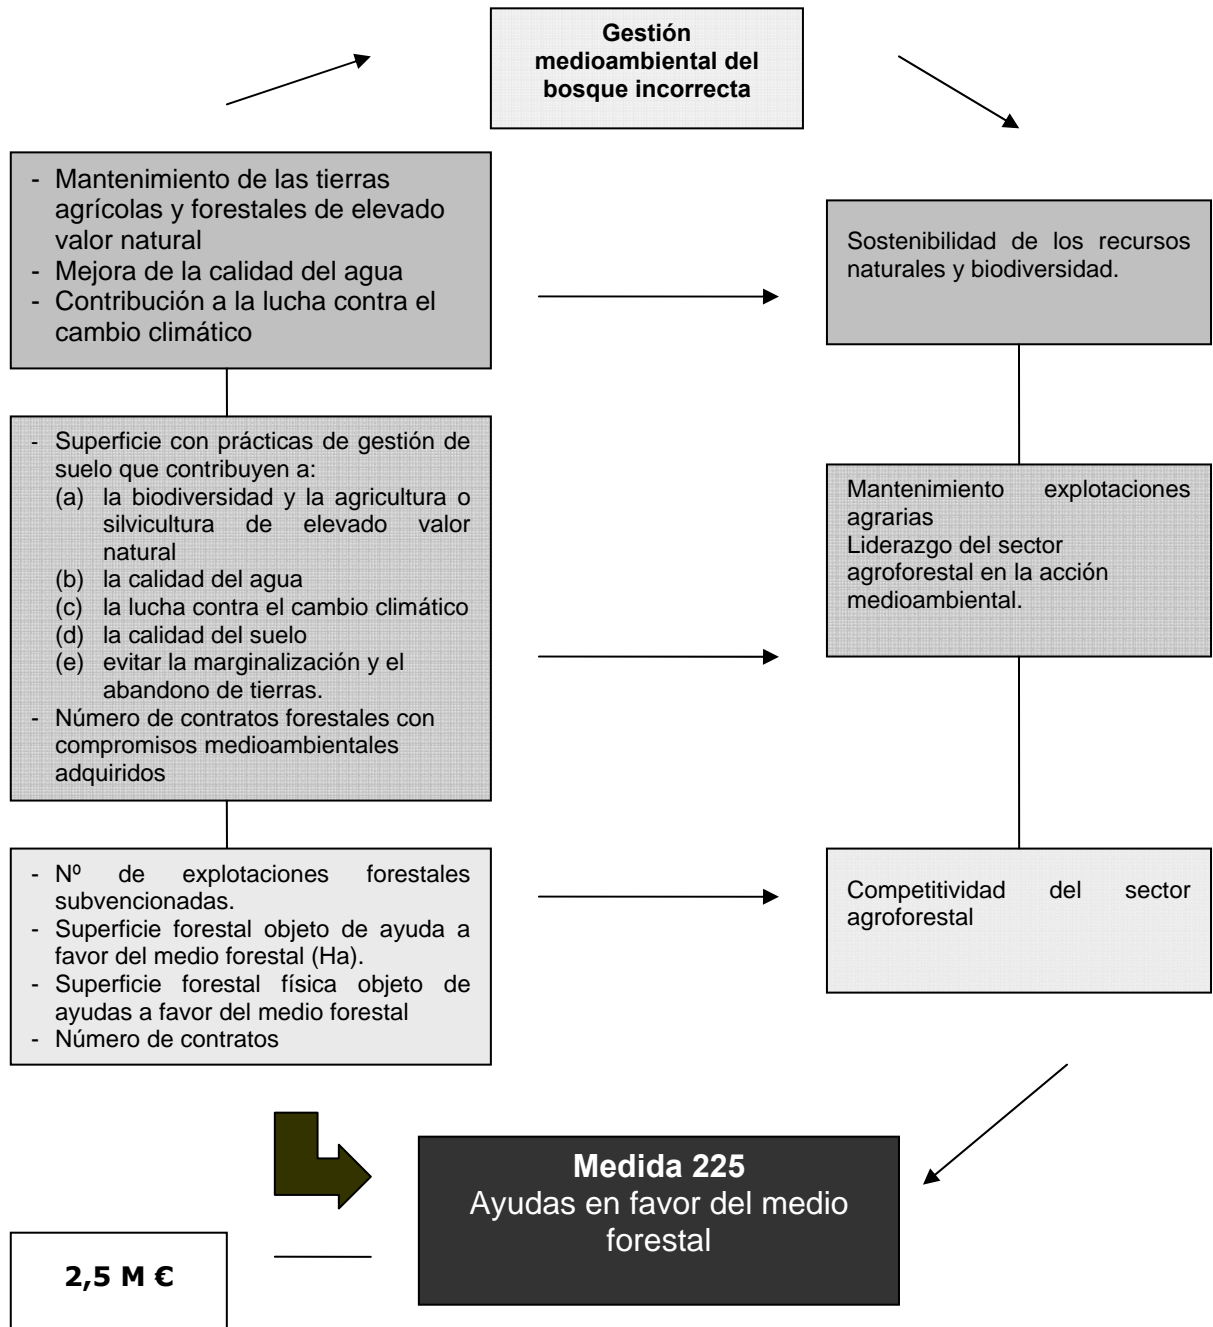 Gestión
medioambiental del
bosque incorrecta
- Mantenimiento de las tierras
agrícolas y forestales de elevado
valor natural
- Mejora de la calidad del agua
- Contribución a la lucha contra el
cambio climático
Sostenibilidad de los recursos
naturales y biodiversidad.
- Superficie con prácticas de gestión de
suelo que contribuyen a:
(a) la biodiversidad y la agricultura o
silvicultura de elevado valor
natural
(b) la calidad del agua
(c) la lucha contra el cambio climático
(d) la calidad del suelo
(e) evitar la marginalización y el
abandono de tierras.
- Número de contratos forestales con
compromisos medioambientales
adquiridos
Mantenimiento explotaciones
agrarias
Liderazgo del sector
agroforestal en la acción
medioambiental.
- Nº de explotaciones forestales
subvencionadas.
- Superficie forestal objeto de ayuda a
favor del medio forestal (Ha).
- Superficie forestal física objeto de
ayudas a favor del medio forestal
- Número de contratos
Competitividad del sector
agroforestal
Medida 225
Ayudas en favor del medio
forestal
2,5 M €